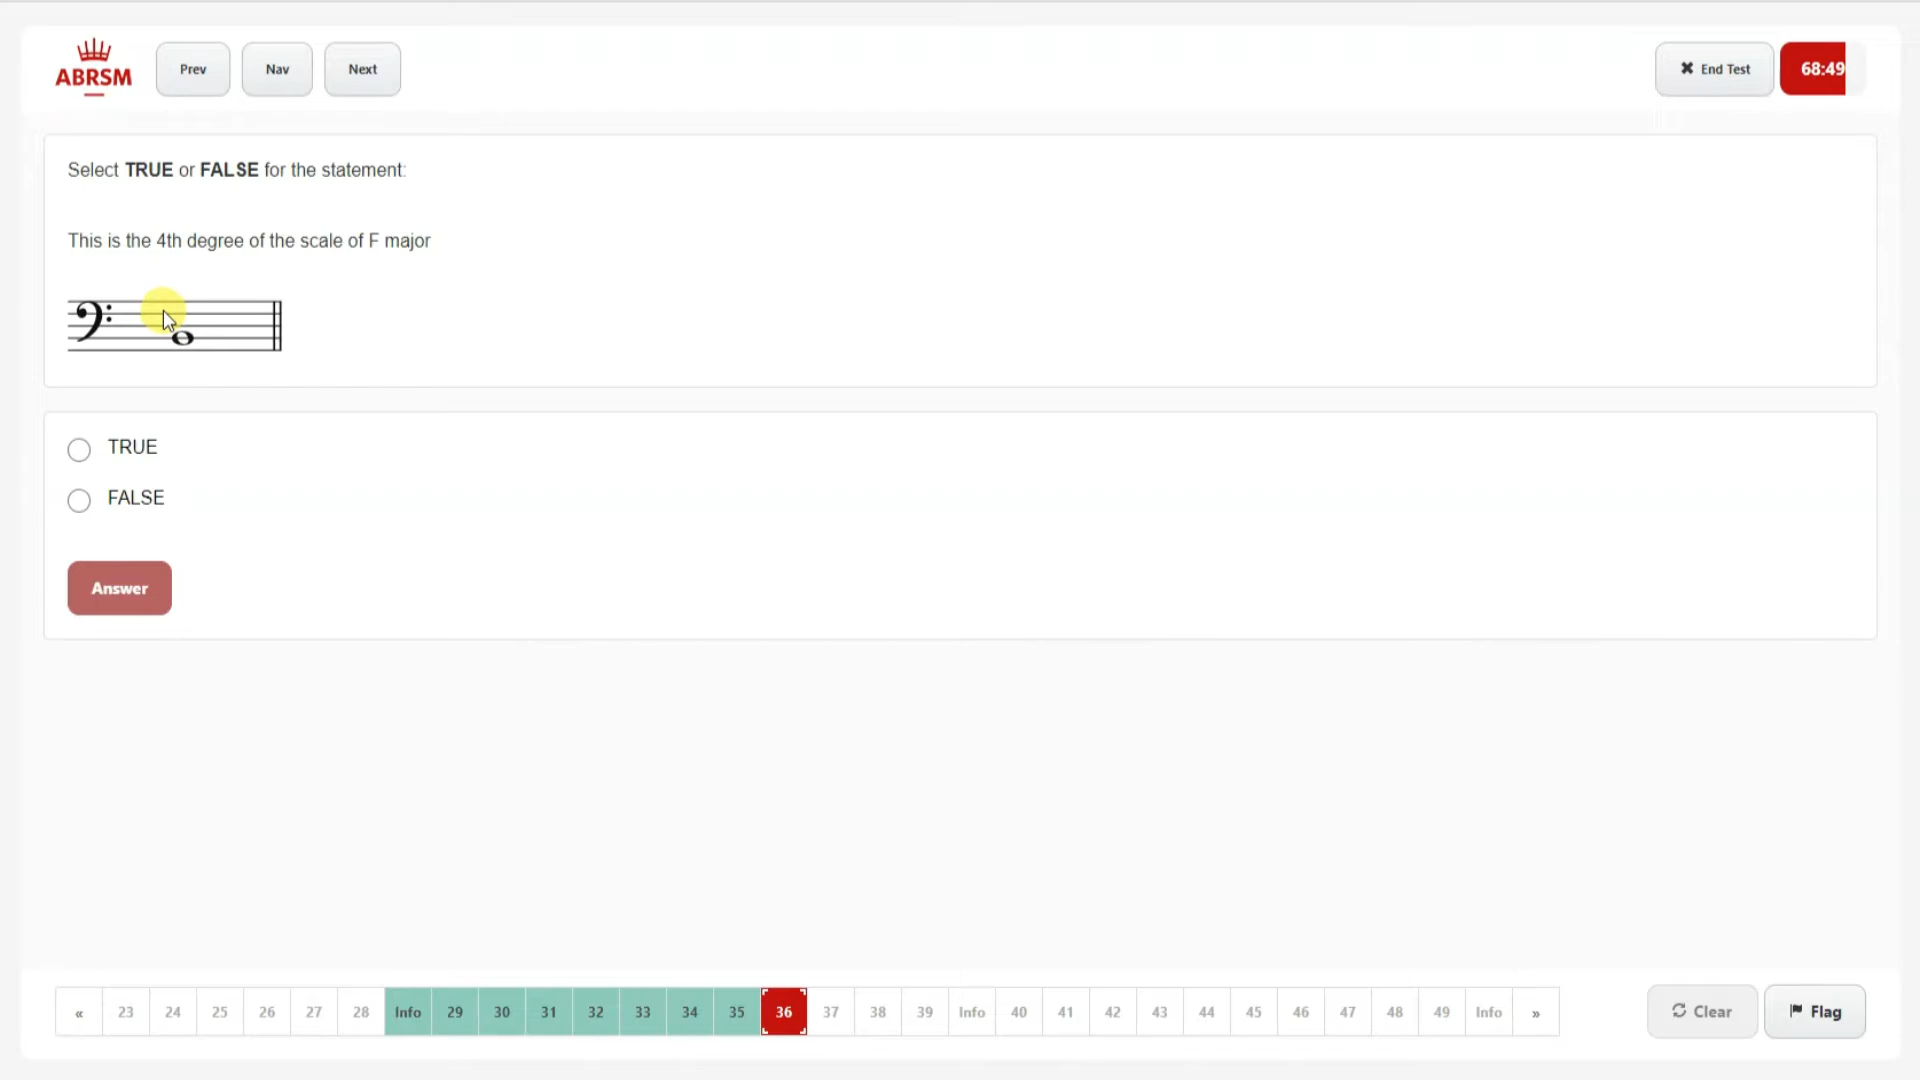 ABRSM
Prev
Nav
Next
End Test
68:49
Select TRUE or FALSE for the statement:
This is the 4th degree of the scale of F major
TRUE
FALSE
Answer
« 23 24 25 26 27 28 Info 29 30 31 32 33 34 35 36 37 38 39 Info 40 41 42 43 44 45 46 47 48 49 Info »
Clear
Flag